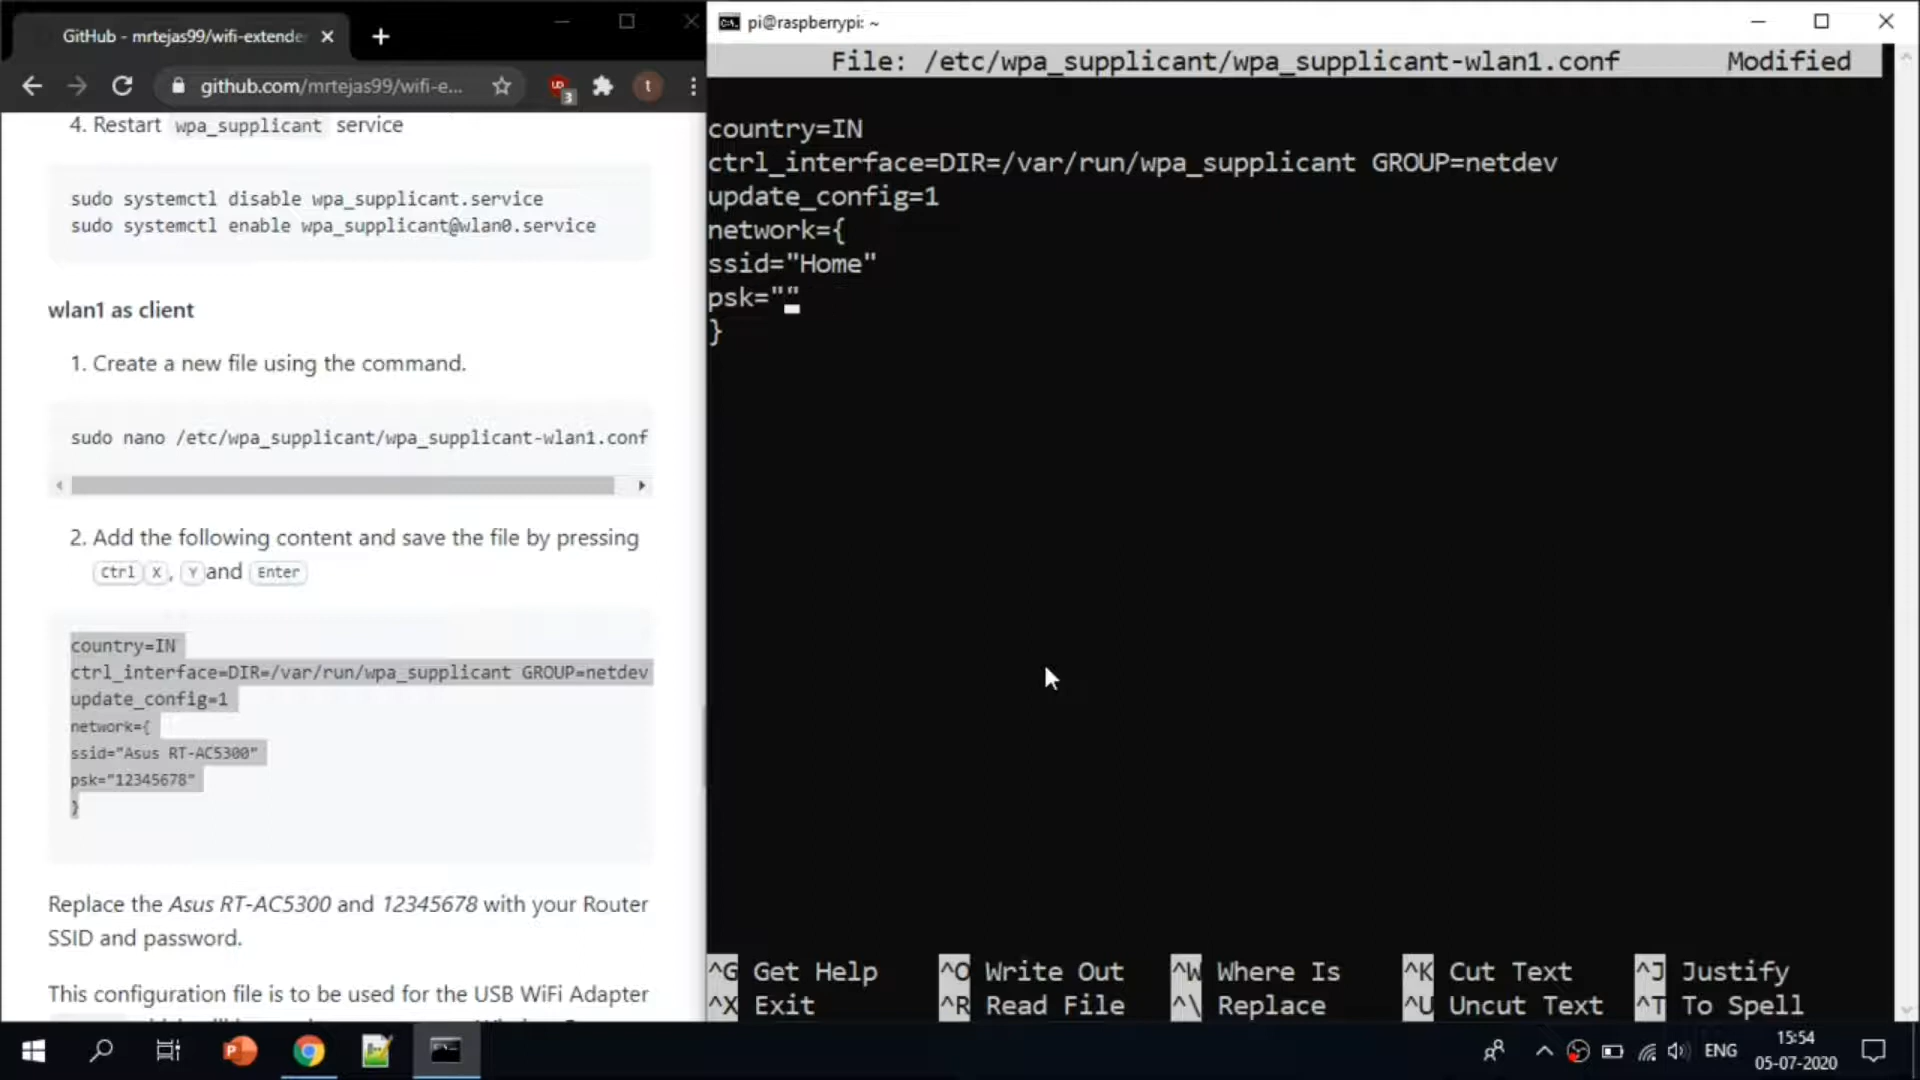 GitHub - mrtejas99/wifi-extende
github.com/mrtejas99/wifi-e...
3
t
4. Restart wpa_supplicant service
sudo systemctl disable wpa_supplicant.service
sudo systemctl enable wpa_supplicant@wlan0.service
wlan1 as client
1. Create a new file using the command.
sudo nano /etc/wpa_supplicant/wpa_supplicant-wlan1.conf
2. Add the following content and save the file by pressing
Ctrl X, Y and Enter
country=IN
ctrl_interface=DIR=/var/run/wpa_supplicant GROUP=netdev
update_config=1
network={
ssid="Asus RT-AC5300"
psk="12345678"
}
Replace the Asus RT-AC5300 and 12345678 with your Router
SSID and password.
This configuration file is to be used for the USB WiFi Adapter
pi@raspberrypi: ~
File: /etc/wpa_supplicant/wpa_supplicant-wlan1.conf Modified
country=IN
ctrl_interface=DIR=/var/run/wpa_supplicant GROUP=netdev
update_config=1
network={
ssid="Home"
psk=""
}
^G Get Help ^O Write Out ^W Where Is ^K Cut Text ^J Justify
^X Exit ^R Read File ^\ Replace ^U Uncut Text ^T To Spell
ENG
15:54
05-07-2020